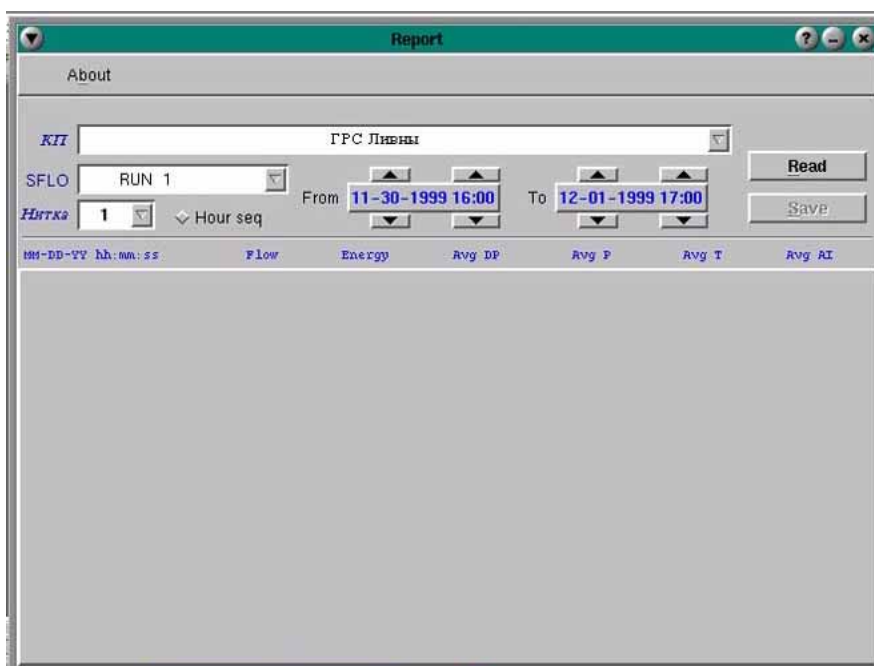 Report ?
About
КП ГРС Ливны
SFLO RUN 1 From 11-30-1999 16:00 To 12-01-1999 17:00 Read
Нитка 1 Hour seq Save
MM-DD-YY hh:mm:ss Flow Energy Avg DP Avg P Avg T Avg AI